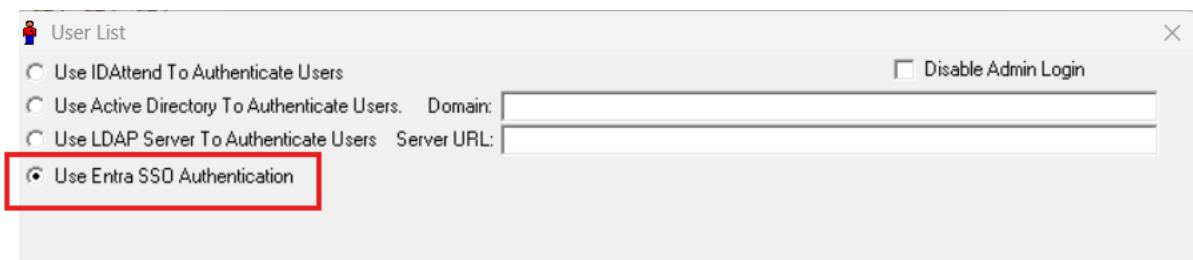 User List
Use IDAttend To Authenticate Users Disable Admin Login
Use Active Directory To Authenticate Users. Domain:
Use LDAP Server To Authenticate Users Server URL:
Use Entra SSO Authentication